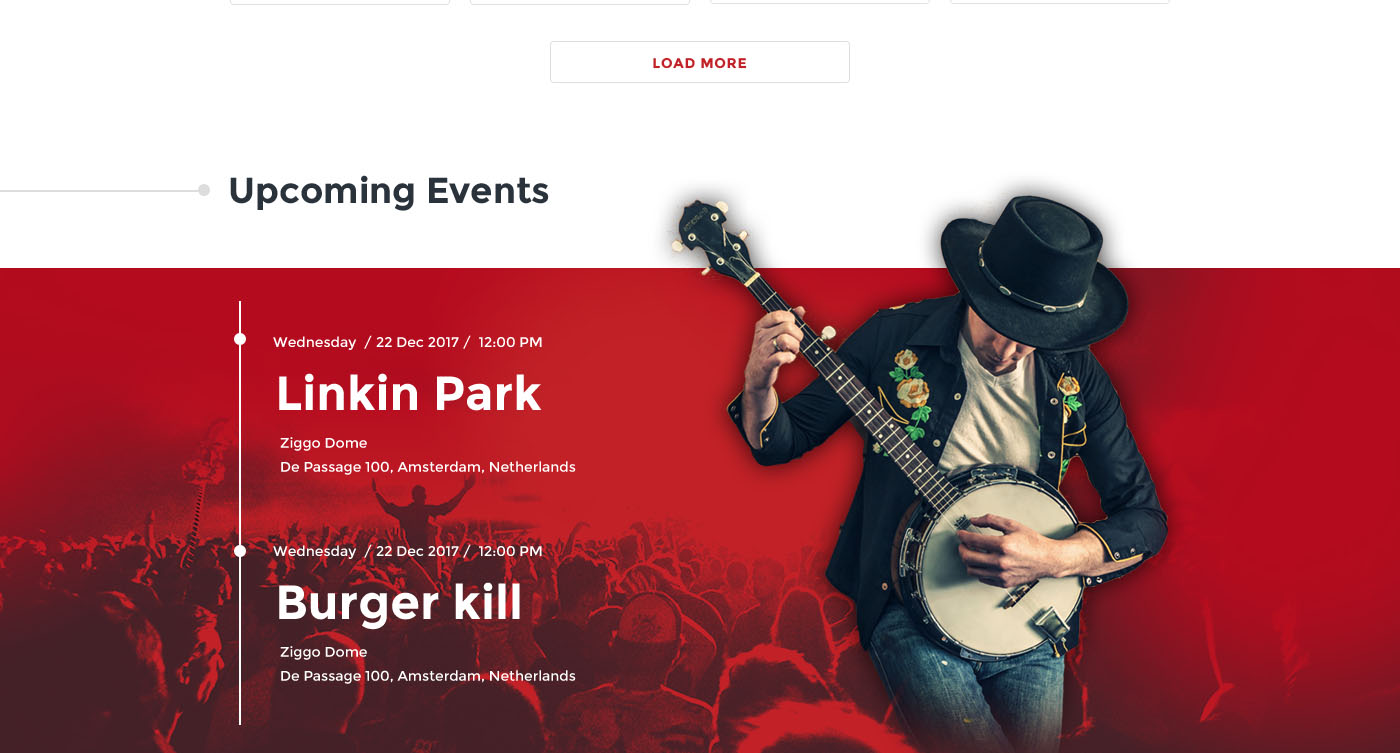 LOAD MORE
Upcoming Events
Wednesday / 22 Dec 2017 / 12:00 PM
Linkin Park
Ziggo Dome
De Passage 100, Amsterdam, Netherlands
Wednesday / 22 Dec 2017 / 12:00 PM
Burger kill
Ziggo Dome
De Passage 100, Amsterdam, Netherlands